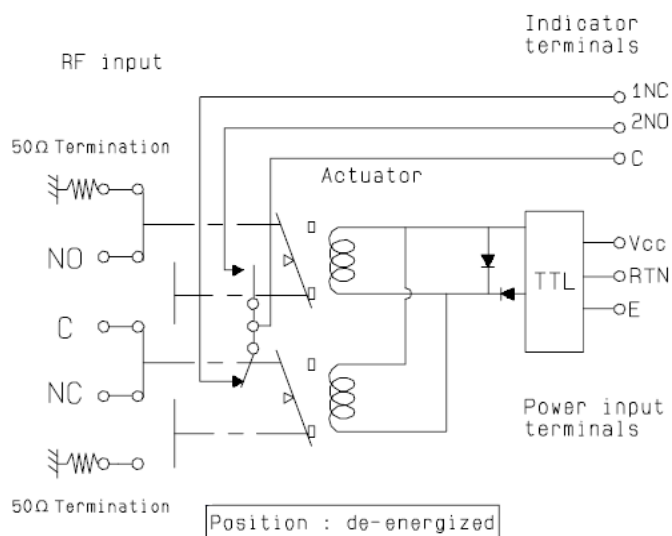 Indicator
terminals
RF input
1NC
2NO
C
50Ω Termination
Actuator
NO
Vcc
RTN
TTL
E
C
NC
Power input
terminals
50Ω Termination
Position : de-energized